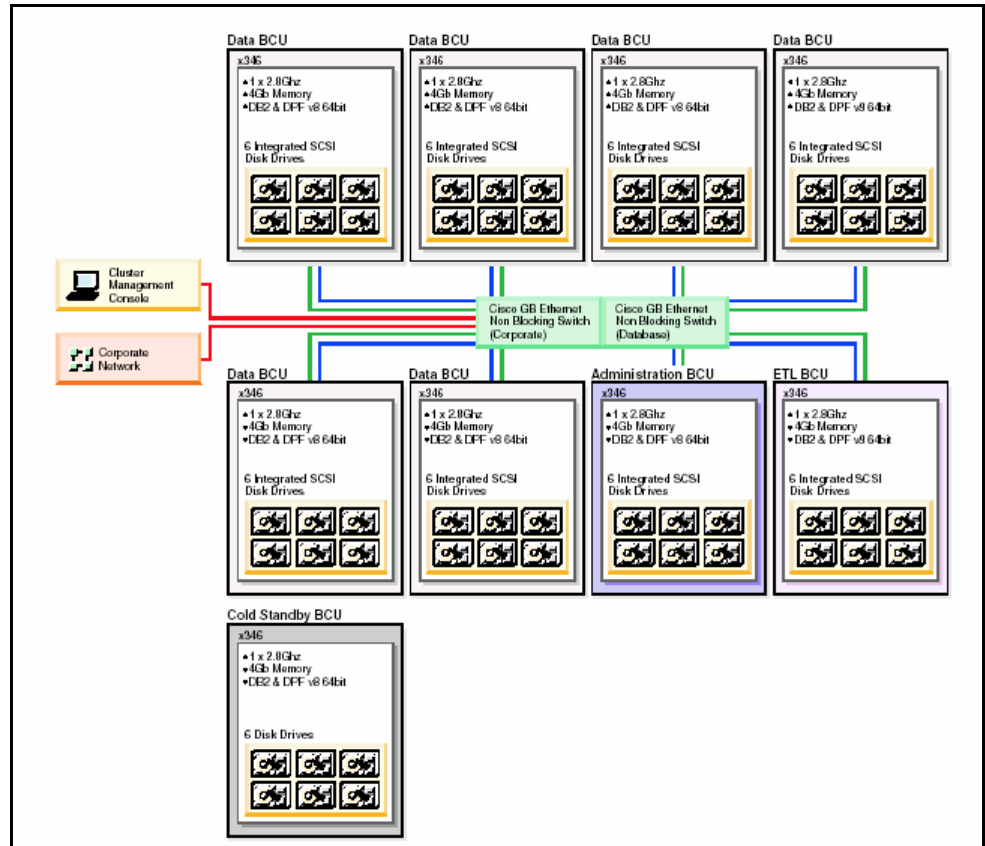 Data BCU
x346
1 x 2.8Ghz
4Gb Memory
DB2 & DPF v8 64bit
6 Integrated SCSI
Disk Drives
Data BCU
x346
1 x 2.8Ghz
4Gb Memory
DB2 & DPF v8 64bit
6 Integrated SCSI
Disk Drives
Data BCU
x346
1 x 2.8Ghz
4Gb Memory
DB2 & DPF v8 64bit
6 Integrated SCSI
Disk Drives
Data BCU
x346
1 x 2.8Ghz
4Gb Memory
DB2 & DPF v8 64bit
6 Integrated SCSI
Disk Drives
Cluster
Management
Console
Corporate
Network
Cisco GB Ethernet
Non Blocking Switch
(Corporate)
Cisco GB Ethernet
Non Blocking Switch
(Database)
Data BCU
x346
1 x 2.8Ghz
4Gb Memory
DB2 & DPF v8 64bit
6 Integrated SCSI
Disk Drives
Data BCU
x346
1 x 2.8Ghz
4Gb Memory
DB2 & DPF v8 64bit
6 Integrated SCSI
Disk Drives
Administration BCU
x346
1 x 2.8Ghz
4Gb Memory
DB2 & DPF v8 64bit
6 Integrated SCSI
Disk Drives
ETL BCU
x346
1 x 2.8Ghz
4Gb Memory
DB2 & DPF v8 64bit
6 Integrated SCSI
Disk Drives
Cold Standby BCU
x346
1 x 2.8Ghz
4Gb Memory
DB2 & DPF v8 64bit
6 Disk Drives